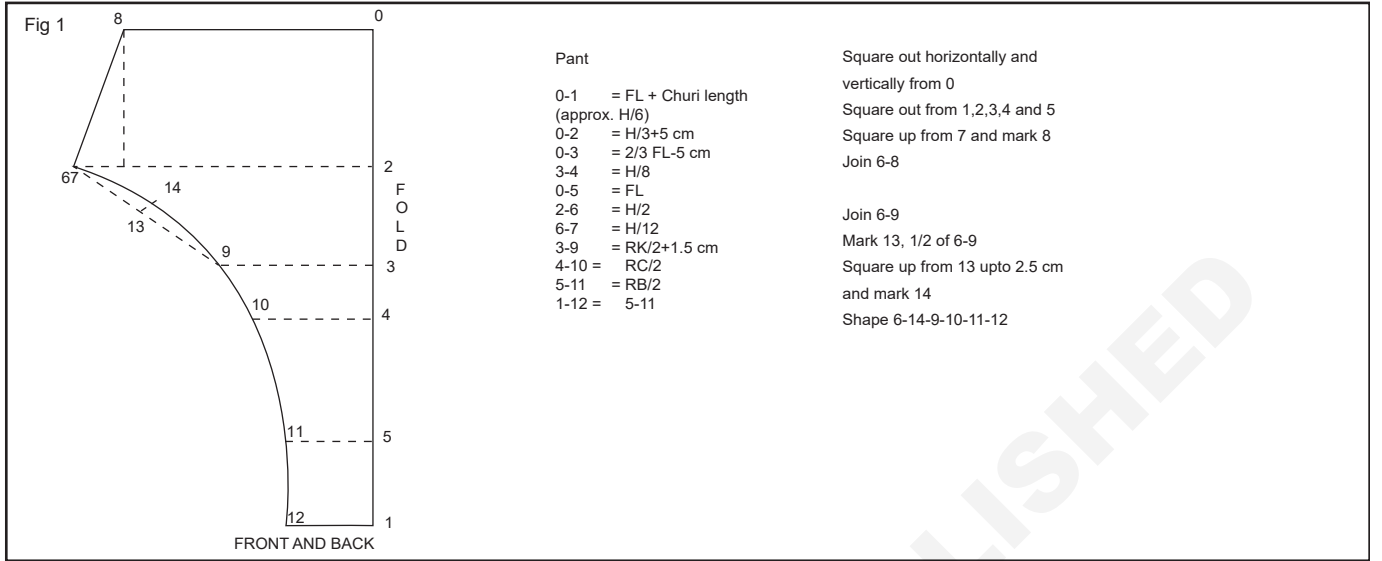 Fig 1
8
0
67
14
13
2
F
O
L
D
9
3
10
4
11
5
12
1
FRONT AND BACK
Pant
0-1 = FL + Churi length
(approx. H/6)
0-2 = H/3+5 cm
0-3 = 2/3 FL-5 cm
3-4 = H/8
0-5 = FL
2-6 = H/2
6-7 = H/12
3-9 = RK/2+1.5 cm
4-10 = RC/2
5-11 = RB/2
1-12 = 5-11
Square out horizontally and
vertically from 0
Square out from 1,2,3,4 and 5
Square up from 7 and mark 8
Join 6-8
Join 6-9
Mark 13, 1/2 of 6-9
Square up from 13 upto 2.5 cm
and mark 14
Shape 6-14-9-10-11-12
LISHED